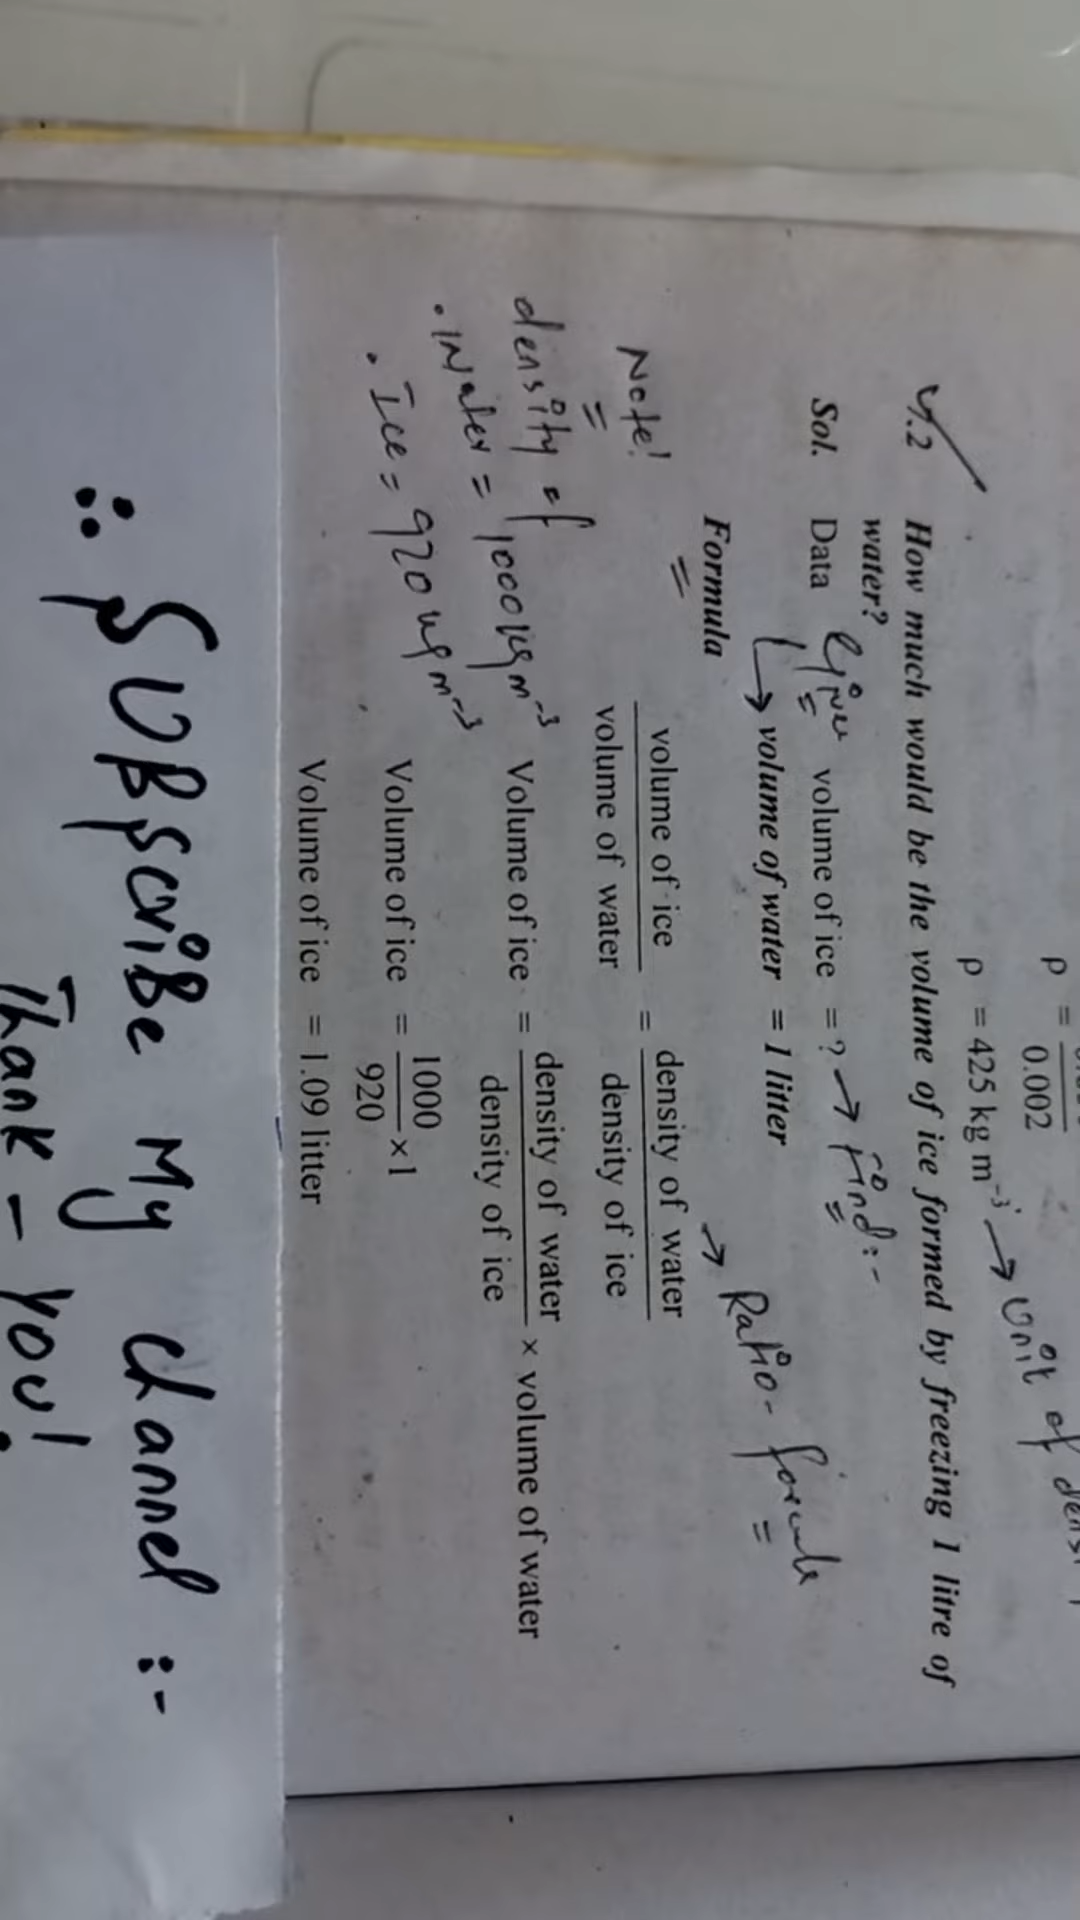 ρ = 0.002
ρ = 425 kg m⁻³ → Unit of
7.2 How much would be the volume of ice formed by freezing 1 litre of
water?
Sol. Data Give volume of ice = ? → Find :-
↳ volume of water = 1 litter
Formula → Ratio - formule
Note!
volume of ice / volume of water = density of water / density of ice
density of
Volume of ice = density of water / density of ice × volume of water
. Water = 1000 Kg m⁻³
. Ice = 920 Kg m⁻³
Volume of ice = 1000 / 920 ×1
Volume of ice = 1.09 litter
∴ SUBSCRiBe My channel :-
Thank - You!